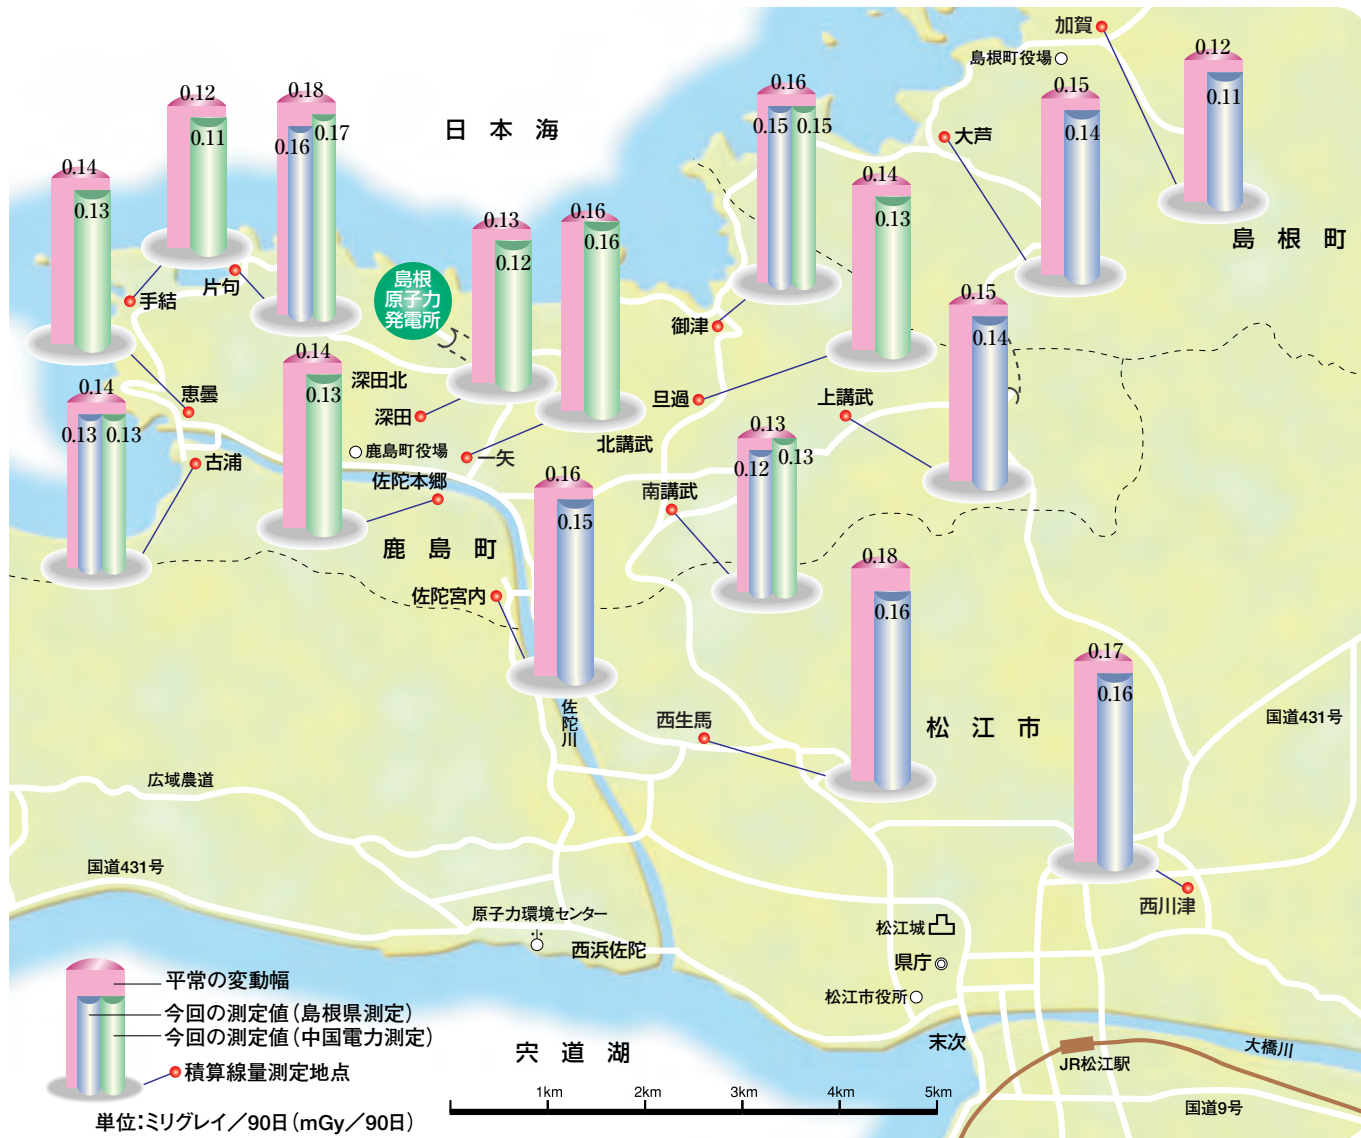 加賀
島根町役場
0.12
0.11
0.12
0.11
0.18
0.16
0.17
日本海
0.16
0.15
0.15
0.15
0.14
大芦
0.14
0.13
0.14
0.13
0.13
0.12
0.16
0.16
島根町
片句
手結
島根
原子力
発電所
御津
0.15
0.14
0.14
0.13
深田北
深田
旦過
上講武
恵曇
0.14
0.13
0.13
古浦
鹿島町役場
一矢
北講武
0.13
0.12
0.13
佐陀本郷
0.16
0.15
南講武
鹿島町
佐陀宮内
0.18
0.16
0.17
0.16
佐陀川
西生馬
松江市
国道431号
広域農道
国道431号
西川津
原子力環境センター
西浜佐陀
松江城
県庁
松江市役所
平常の変動幅
今回の測定値(島根県測定)
今回の測定値(中国電力測定)
積算線量測定地点
宍道湖
末次
大橋川
JR松江駅
1km
2km
3km
4km
5km
国道9号
単位:ミリグレイ/90日(mGy/90日)